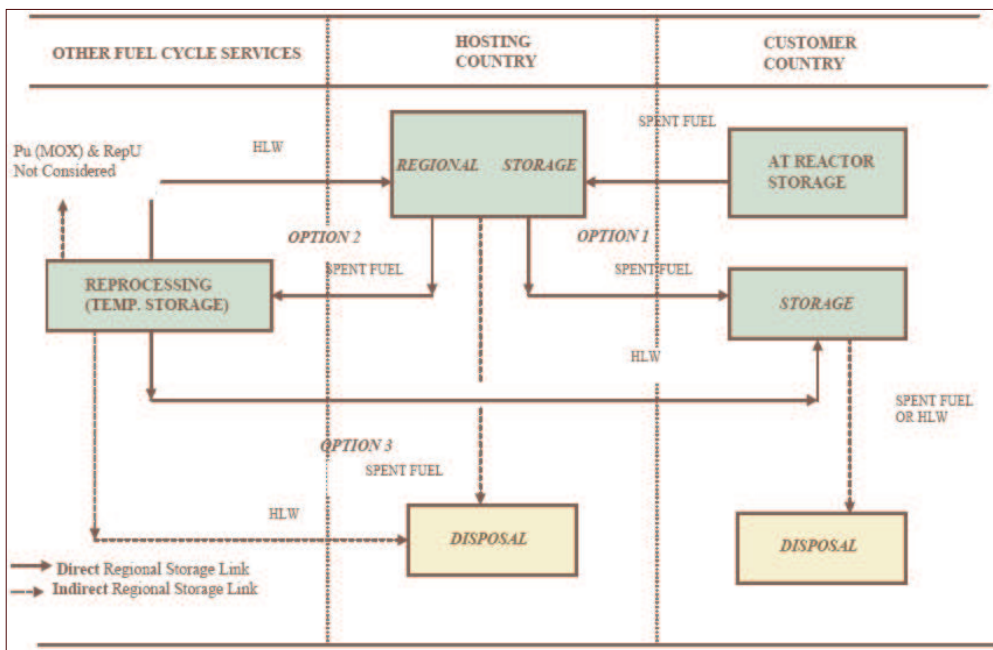 OTHER FUEL CYCLE SERVICES
HOSTING
COUNTRY
CUSTOMER
COUNTRY
Pu (MOX) & RepU
Not Considered
HLW
REGIONAL STORAGE
SPENT FUEL
AT REACTOR
STORAGE
OPTION 2
OPTION 1
SPENT FUEL
SPENT FUEL
REPROCESSING
(TEMP. STORAGE)
STORAGE
HLW
SPENT FUEL
OR HLW
OPTION 3
SPENT FUEL
HLW
DISPOSAL
DISPOSAL
Direct Regional Storage Link
Indirect Regional Storage Link